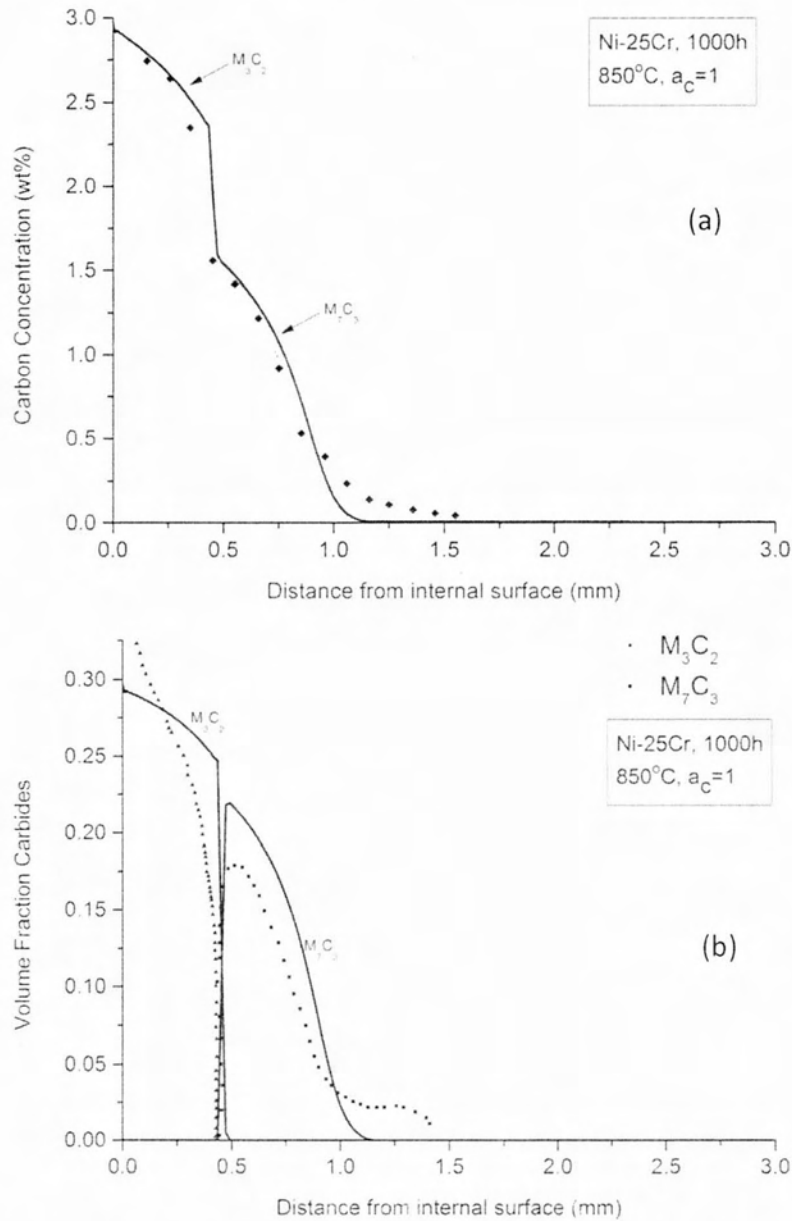 3.0
2.5
2.0
1.5
1.0
0.5
0.0
Carbon Concentration (wt%)
M₃C₂
M₇C₃
Ni-25Cr, 1000h
850°C, a_C=1
(a)
0.0 0.5 1.0 1.5 2.0 2.5 3.0
Distance from internal surface (mm)
0.30
0.25
0.20
0.15
0.10
0.05
0.00
Volume Fraction Carbides
M₃C₂
M₇C₃
M₃C₂
M₇C₃
Ni-25Cr, 1000h
850°C, a_C=1
(b)
0.0 0.5 1.0 1.5 2.0 2.5 3.0
Distance from internal surface (mm)